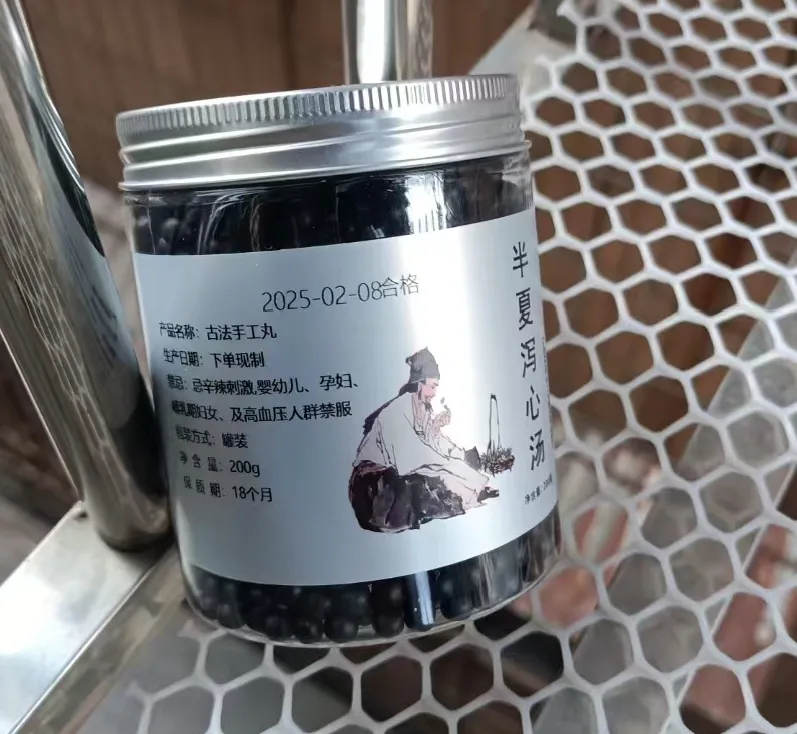 2025-02-08合格
产品名称：古法手工丸
生产日期：下单现制
禁忌：忌辛辣刺激,婴幼儿、孕妇、
哺乳期妇女、及高血压人群禁服
包装方式：罐装
净 含 量：200g
保 质 期：18个月
半夏泻心汤
净含量：